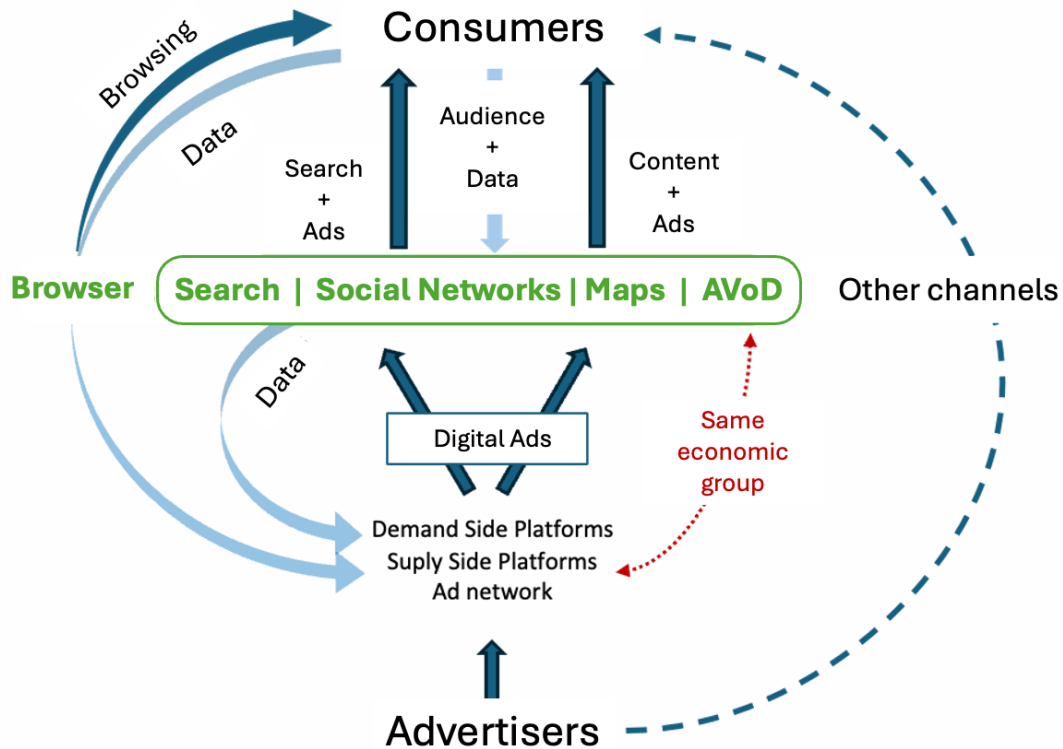 Consumers
Browsing
Data
Audience
+
Data
Search
+
Ads
Content
+
Ads
Browser
Search | Social Networks | Maps | AVoD
Other channels
Data
Digital Ads
Same
economic
group
Demand Side Platforms
Suply Side Platforms
Ad network
Advertisers